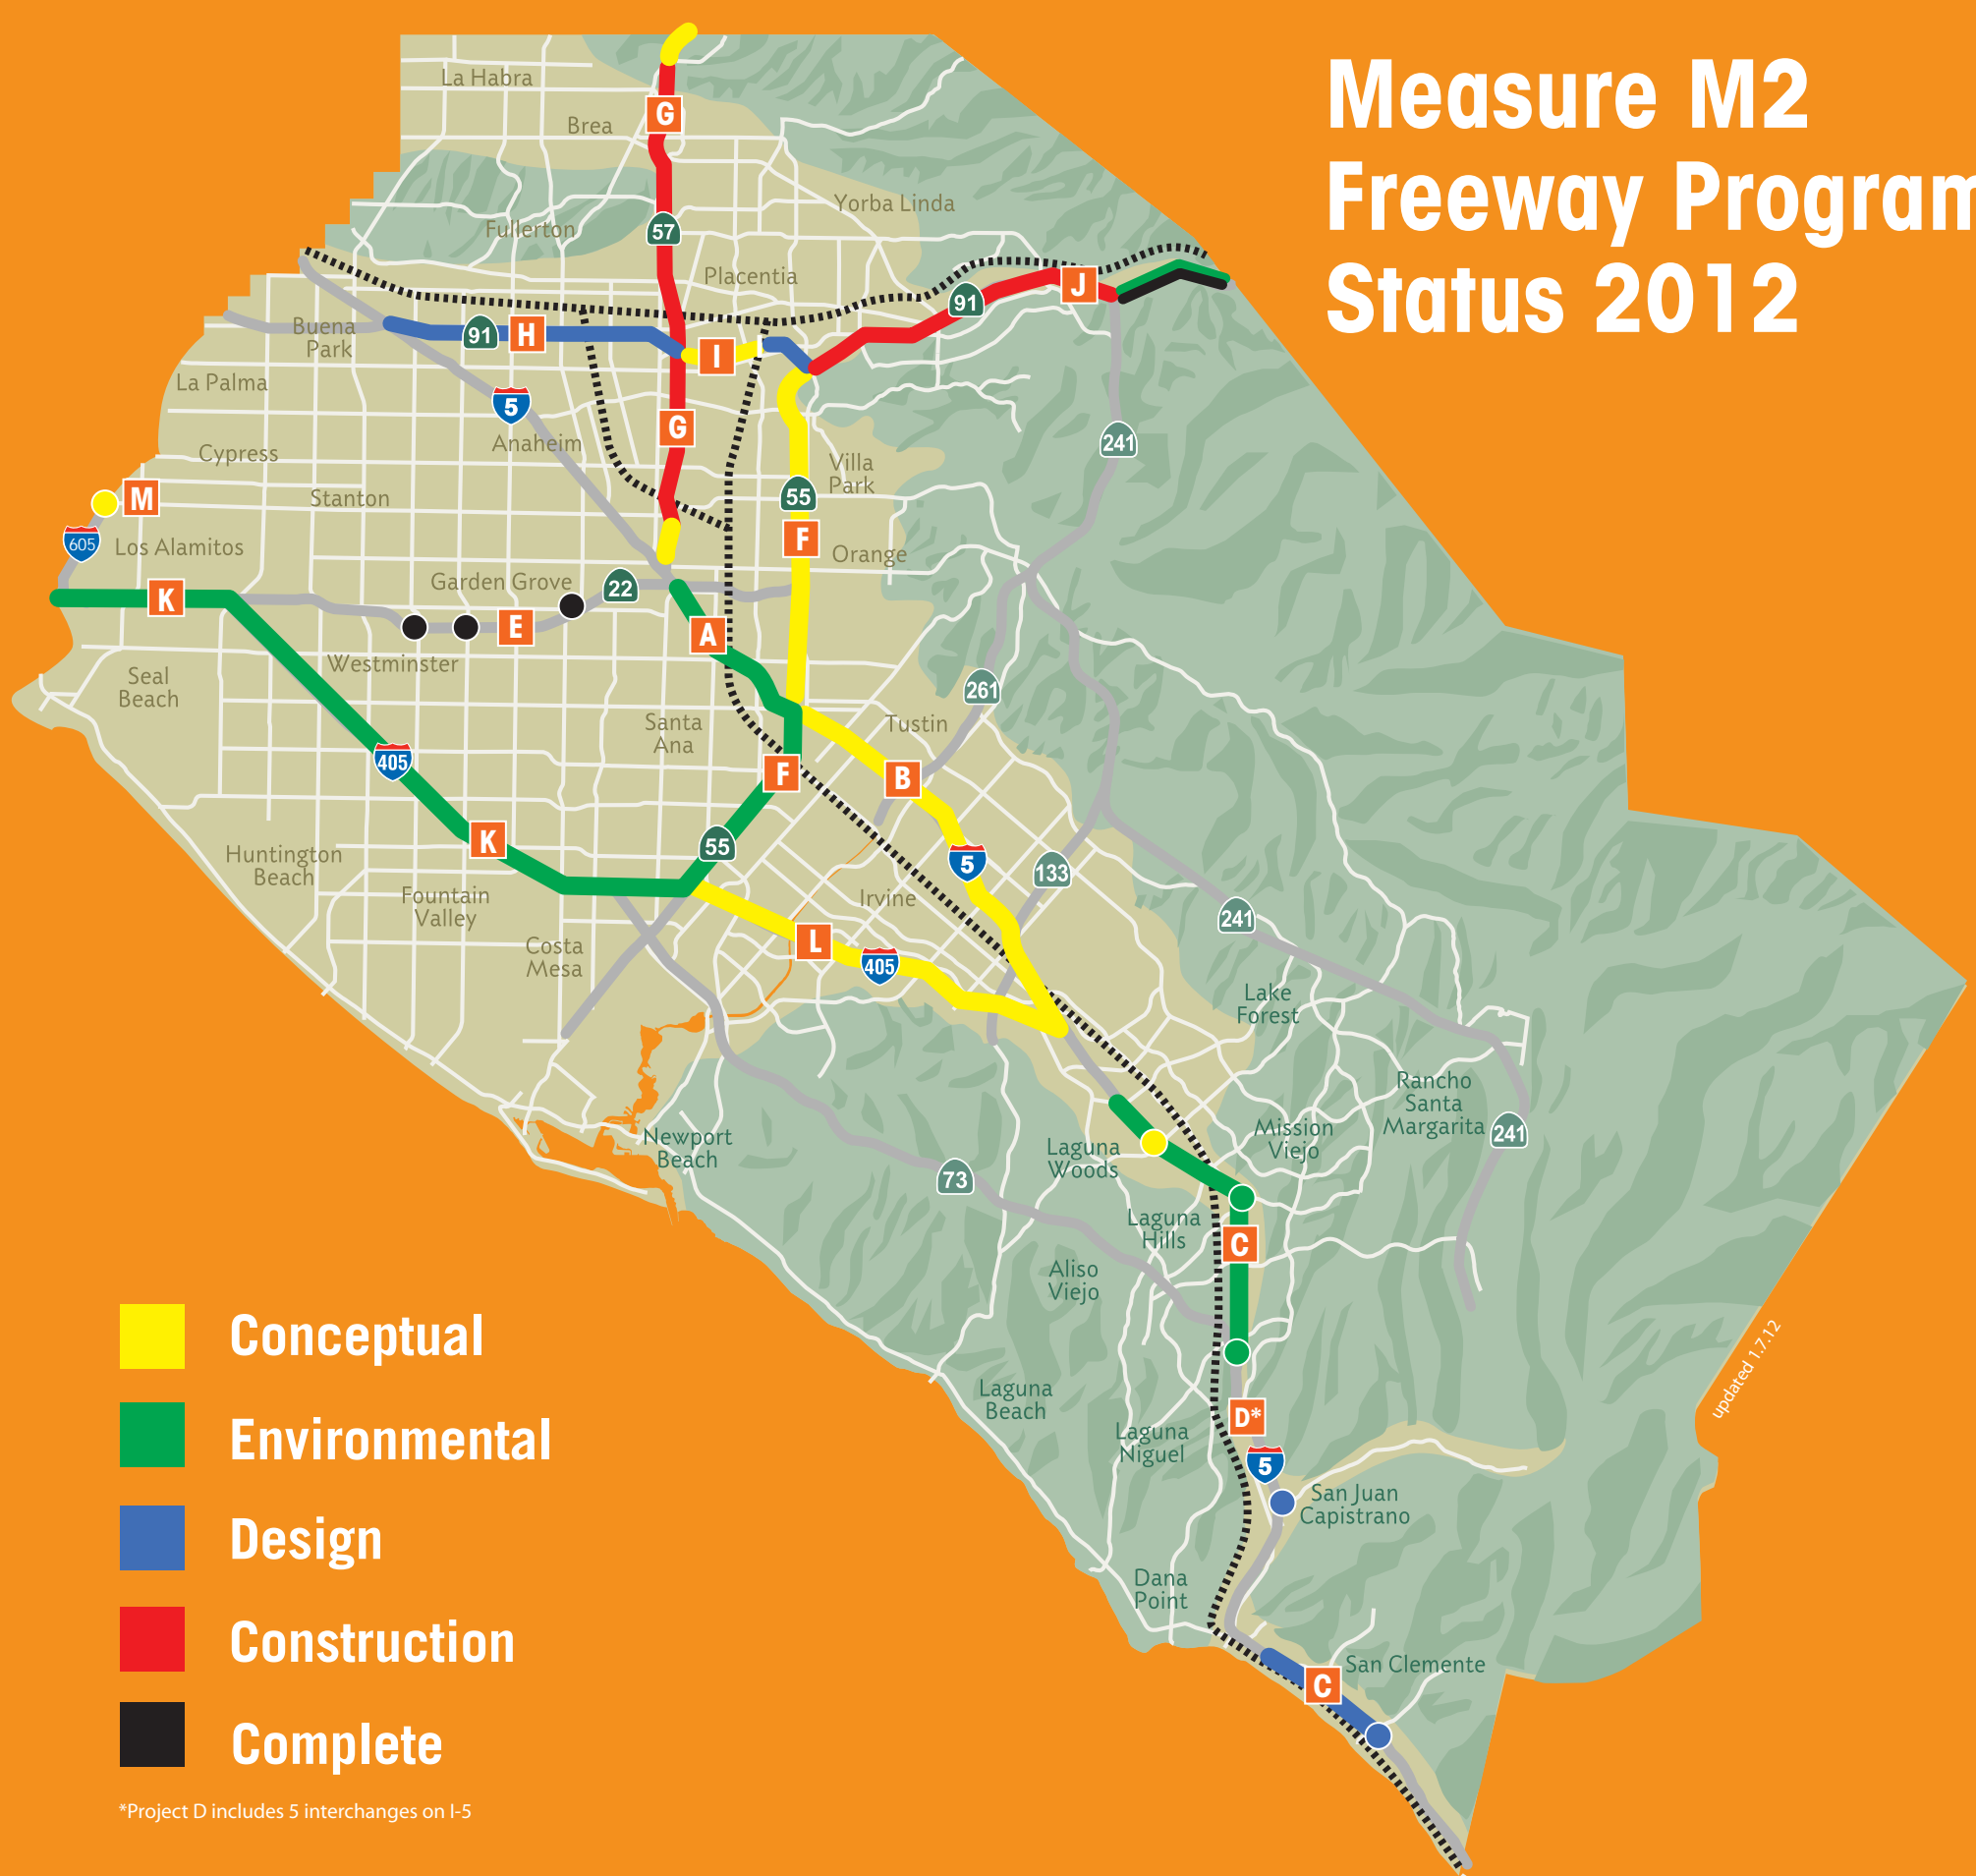 Measure M2
Freeway Program
Status 2012
La Habra
Brea
G
Yorba Linda
Fullerton
57
Placentia
J
91
Buena
Park
91
H
I
La Palma
5
G
Anaheim
241
Cypress
Villa
Park
Stanton
55
M
F
605
Los Alamitos
Orange
Garden Grove
22
K
E
A
Westminster
Seal
Beach
261
Santa
Ana
Tustin
405
F
B
K
55
5
133
Huntington
Beach
Fountain
Valley
Irvine
241
Costa
Mesa
L
405
Lake
Forest
Rancho
Santa
Margarita
241
Newport
Beach
Mission
Viejo
Laguna
Woods
73
Laguna
Hills
C
Aliso
Viejo
Laguna
Beach
D*
Laguna
Niguel
5
San Juan
Capistrano
Dana
Point
San Clemente
C
updated 1.7.12
Conceptual
Environmental
Design
Construction
Complete
*Project D includes 5 interchanges on I-5